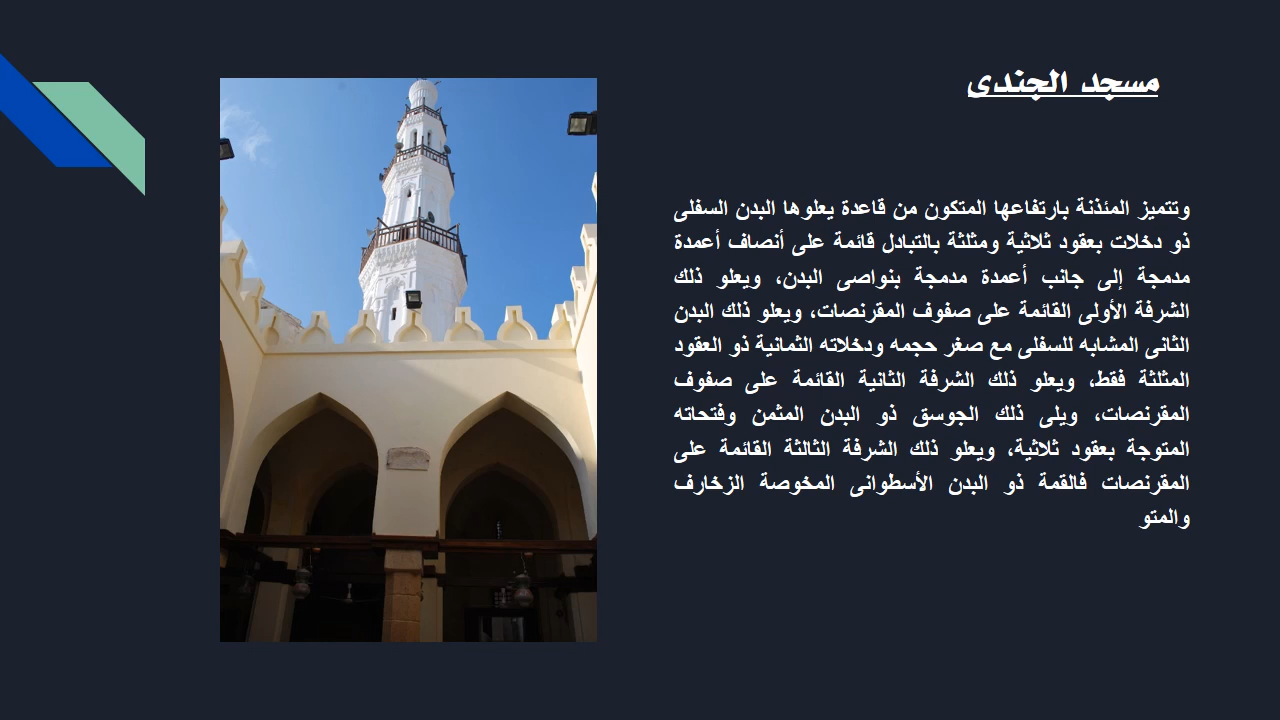 مسجد الجندى
وتتميز المئذنة بارتفاعها المتكون من قاعدة يعلوها البدن السفلى
ذو دخلات بعقود ثلاثية ومثلثة بالتبادل قائمة على أنصاف أعمدة
مدمجة إلى جانب أعمدة مدمجة بنواصى البدن، ويعلو ذلك
الشرفة الأولى القائمة على صفوف المقرنصات، ويعلو ذلك البدن
الثانى المشابه للسفلى مع صغر حجمه ودخلاته الثمانية ذو العقود
المثلثة فقط، ويعلو ذلك الشرفة الثانية القائمة على صفوف
المقرنصات، ويلى ذلك الجوسق ذو البدن المثمن وفتحاته
المتوجة بعقود ثلاثية، ويعلو ذلك الشرفة الثالثة القائمة على
المقرنصات فالقمة ذو البدن الأسطوانى المخوصة الزخارف
والمتو